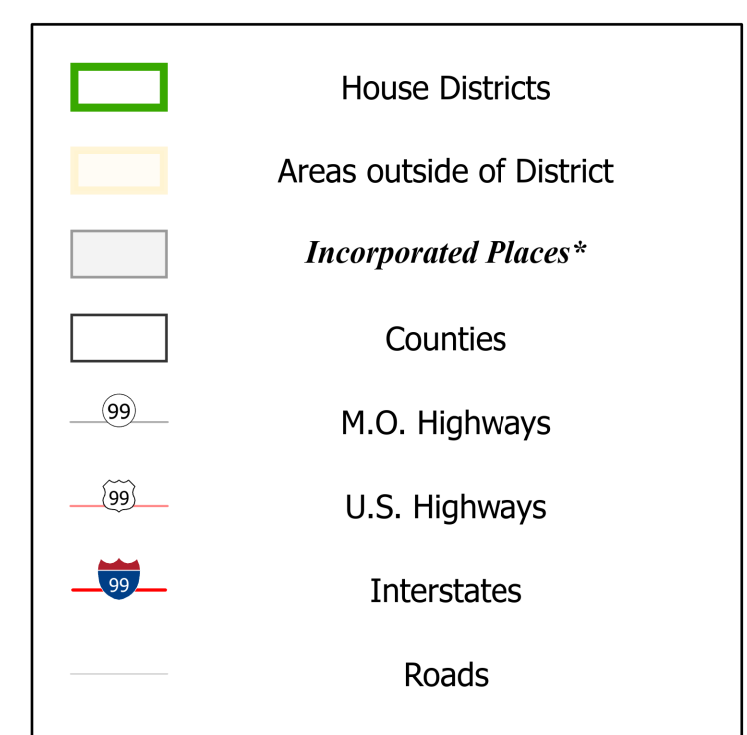 House Districts
Areas outside of District
Incorporated Places*
Counties
99
M.O. Highways
99
U.S. Highways
99
Interstates
Roads